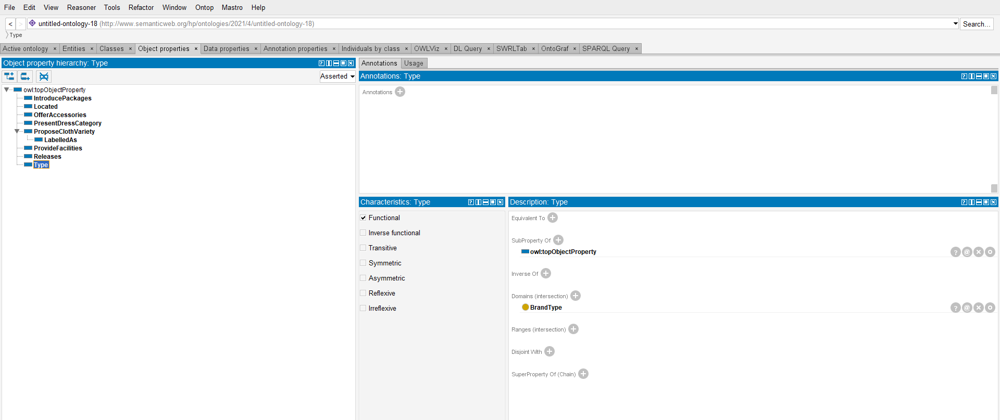 File Edit View Reasoner Tools Refactor Window Ontop Mastro Help
< > untitled-ontology-18 (http://www.semanticweb.org/hp/ontologies/2021/4/untitled-ontology-18) Search...
Type
Active ontology × Entities × Classes × Object properties × Data properties × Annotation properties × Individuals by class × OWLViz × DL Query × SWRLTab × OntoGraf × SPARQL Query ×
Object property hierarchy: Type
Asserted
owl:topObjectProperty
IntroducePackages
Located
OfferAccessories
PresentDressCategory
ProposeClothVariety
LabelledAs
ProvideFacilities
Releases
Type
Annotations Usage
Annotations: Type
Annotations
Characteristics: Type
Functional
Inverse functional
Transitive
Symmetric
Asymmetric
Reflexive
Irreflexive
Description: Type
Equivalent To
SubProperty Of
owl:topObjectProperty
Inverse Of
Domains (intersection)
BrandType
Ranges (intersection)
Disjoint With
SuperProperty Of (Chain)